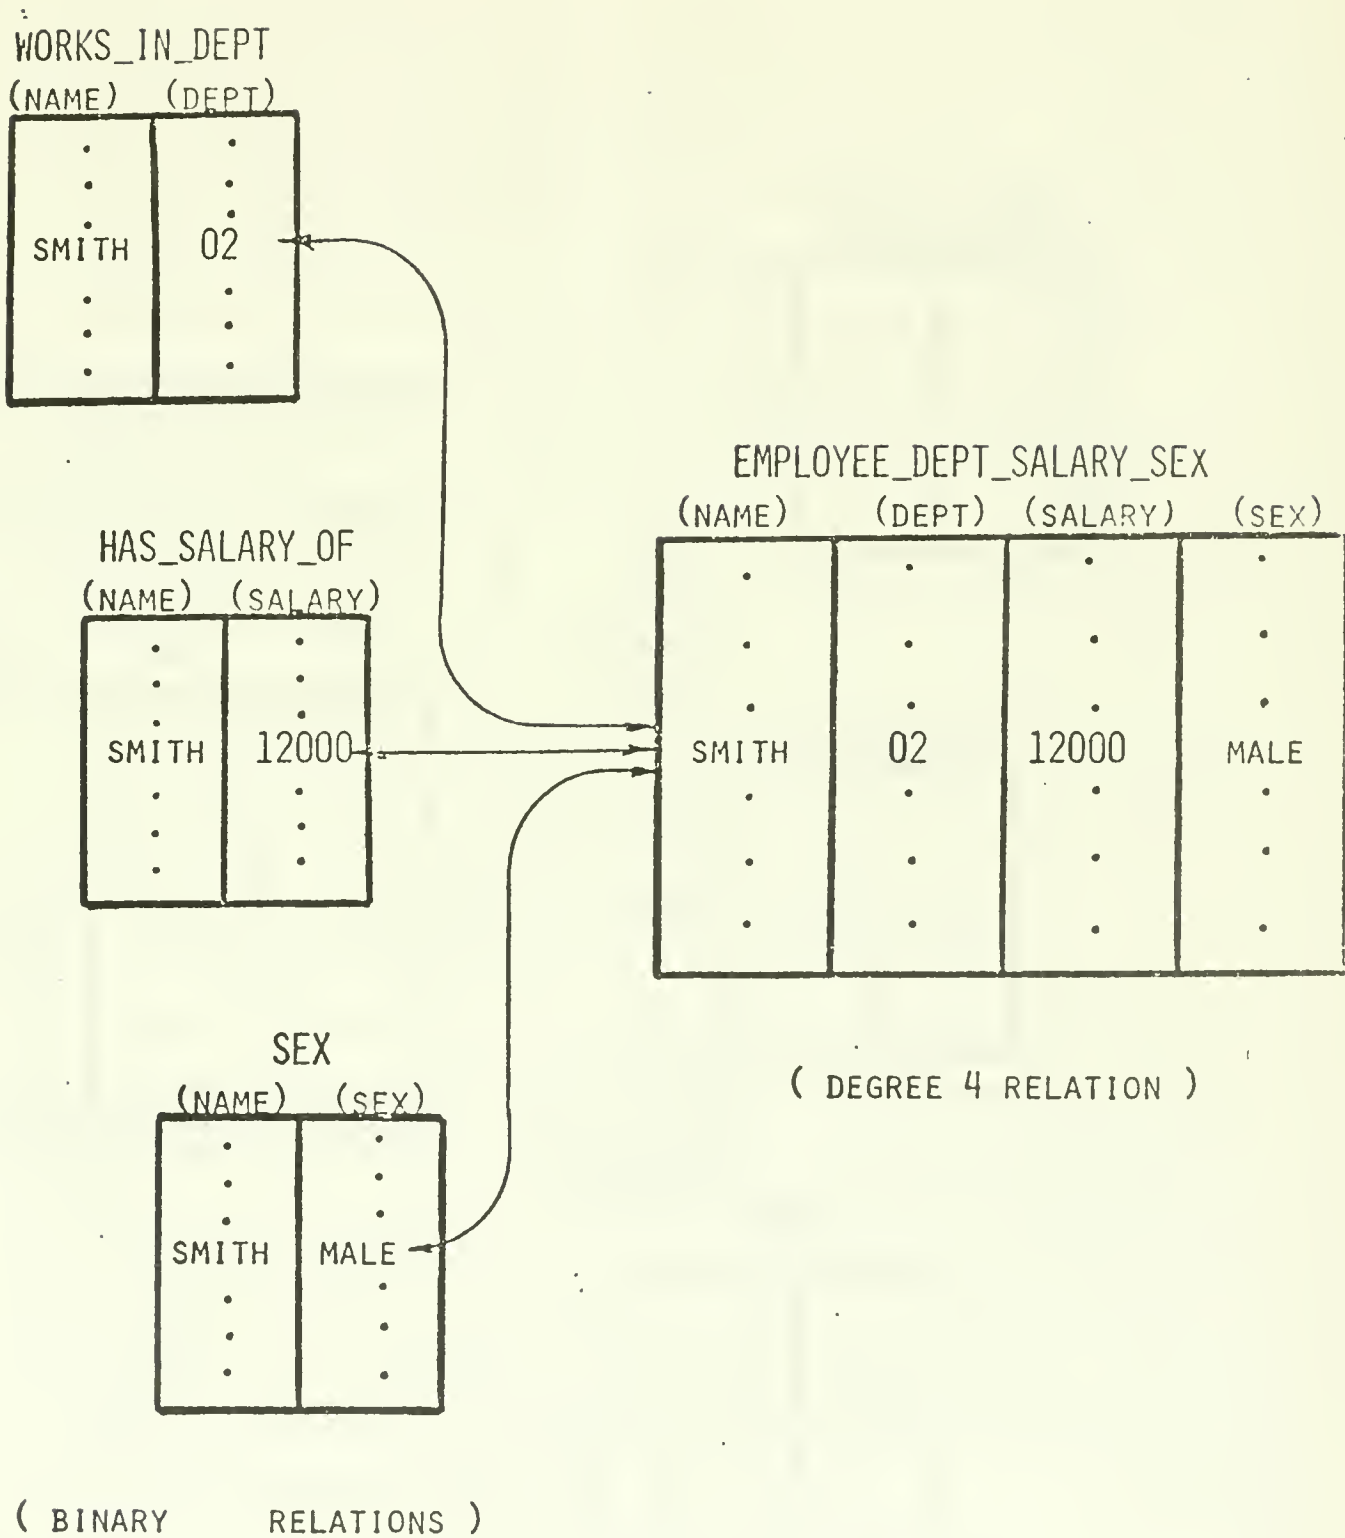 WORKS_IN_DEPT
(NAME) (DEPT)
SMITH 02
HAS_SALARY_OF
(NAME) (SALARY)
SMITH 12000
SEX
(NAME) (SEX)
SMITH MALE
( BINARY RELATIONS )
EMPLOYEE_DEPT_SALARY_SEX
(NAME) (DEPT) (SALARY) (SEX)
SMITH 02 12000 MALE
( DEGREE 4 RELATION )